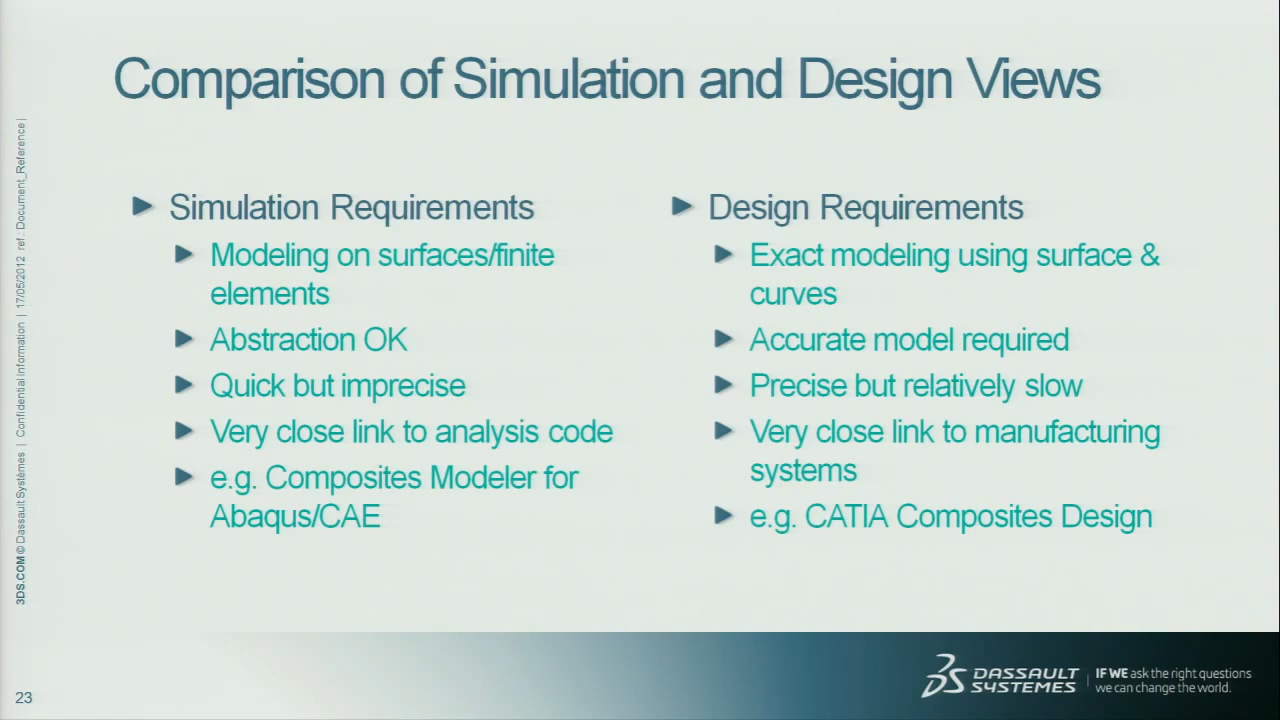 Comparison of Simulation and Design Views
Simulation Requirements
Modeling on surfaces/finite
elements
Abstraction OK
Quick but imprecise
Very close link to analysis code
e.g. Composites Modeler for
Abaqus/CAE
Design Requirements
Exact modeling using surface &
curves
Accurate model required
Precise but relatively slow
Very close link to manufacturing
systems
e.g. CATIA Composites Design
3DS.COM © Dassault Systèmes | Confidential Information | 17/05/2012 ref.: Document_Reference |
23
DASSAULT
SYSTEMES
IF WE ask the right questions
we can change the world.